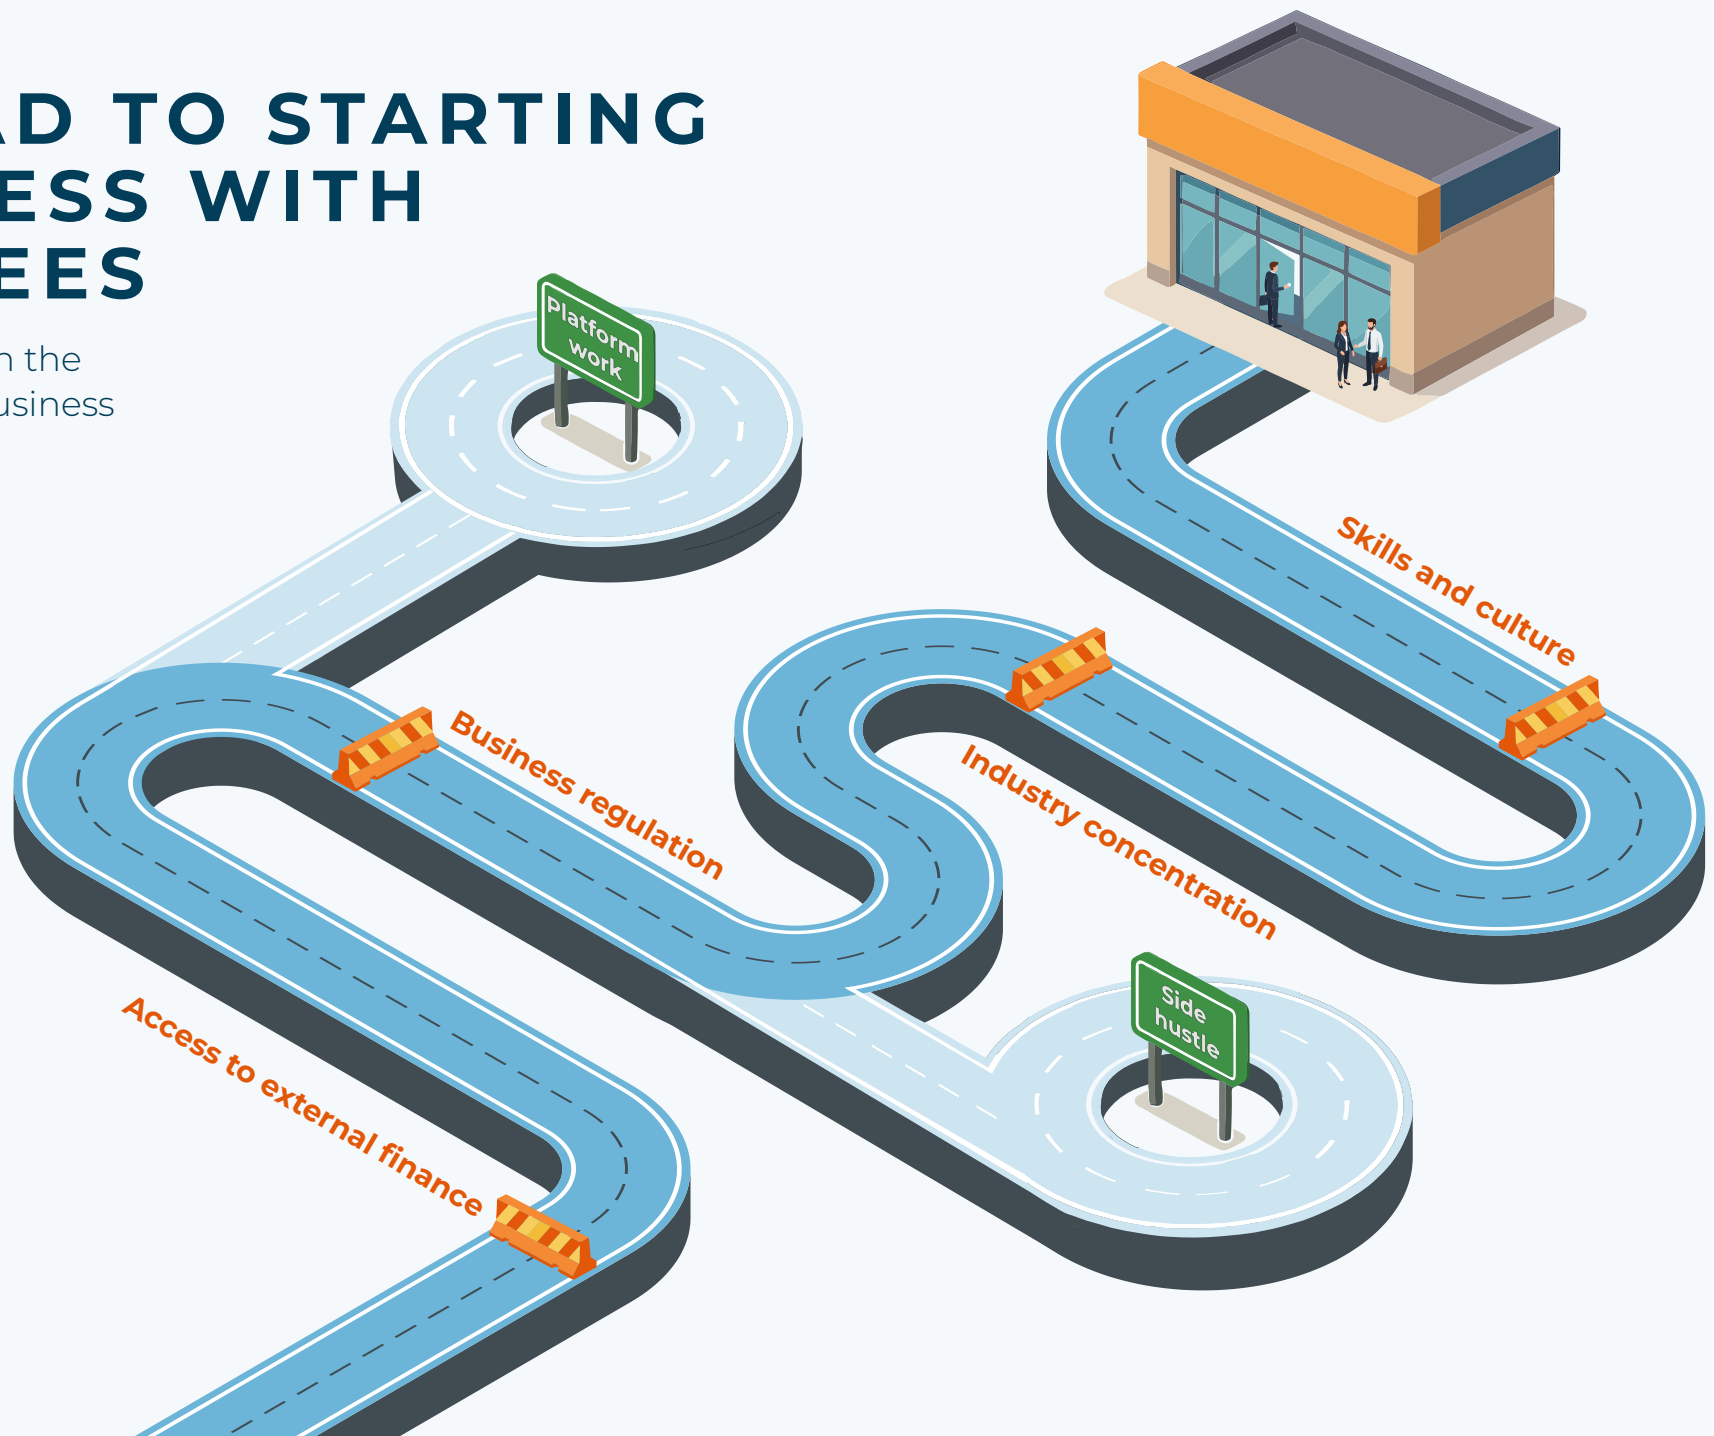 AD TO STARTING
ESS WITH
EES
n the
usiness
Platform
work
Skills and culture
Business regulation
Industry concentration
Side
hustle
Access to external finance